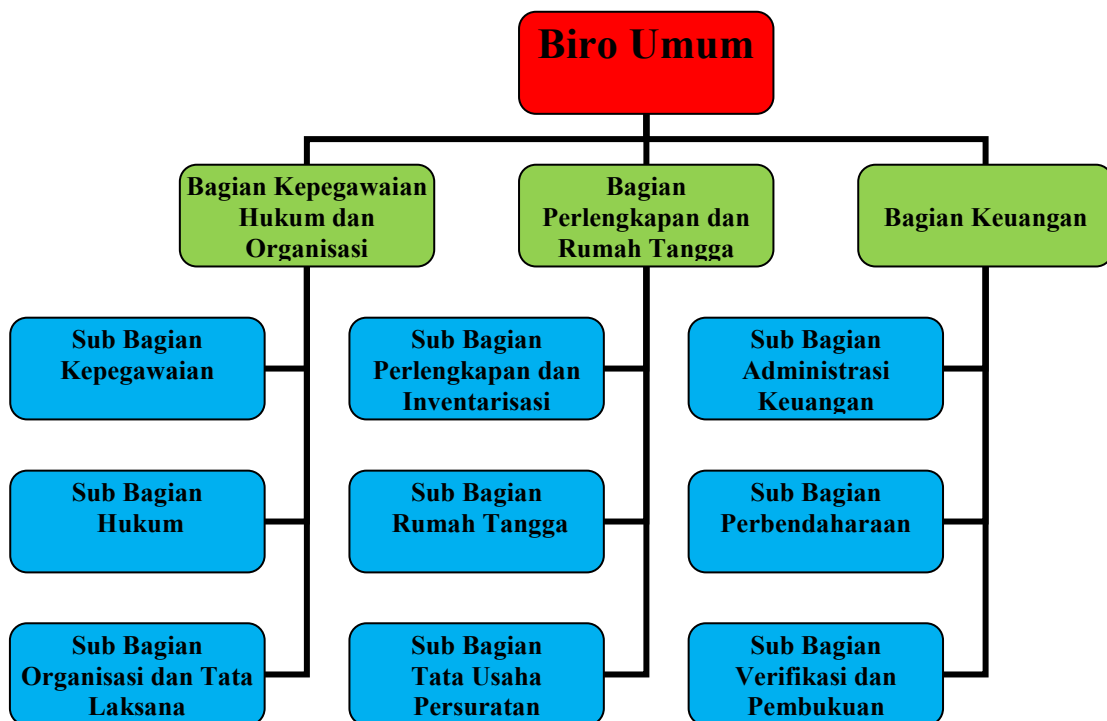 Biro Umum
Bagian Kepegawaian
Hukum dan
Organisasi
Bagian
Perlengkapan dan
Rumah Tangga
Bagian Keuangan
Sub Bagian
Kepegawaian
Sub Bagian
Perlengkapan dan
Inventarisasi
Sub Bagian
Administrasi
Keuangan
Sub Bagian
Hukum
Sub Bagian
Rumah Tangga
Sub Bagian
Perbendaharaan
Sub Bagian
Organisasi dan Tata
Laksana
Sub Bagian
Tata Usaha
Persuratan
Sub Bagian
Verifikasi dan
Pembukuan